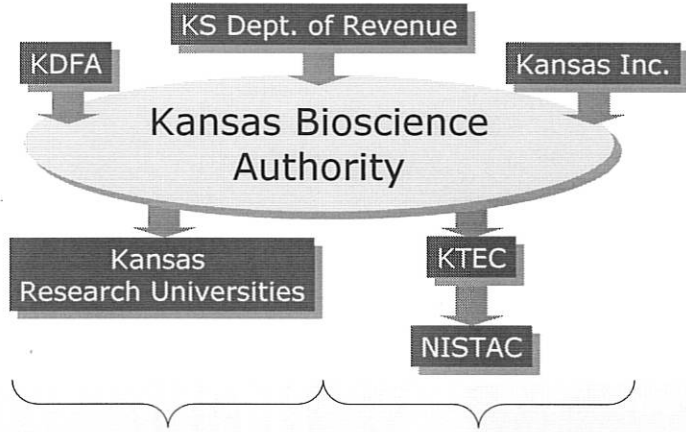 KS Dept. of Revenue
KDFA
Kansas Inc.
Kansas Bioscience
Authority
Kansas
Research Universities
KTEC
NISTAC